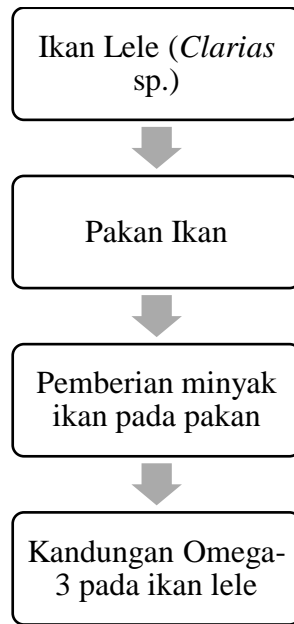 Ikan Lele (Clarias
sp.)
Pakan Ikan
Pemberian minyak
ikan pada pakan
Kandungan Omega-
3 pada ikan lele